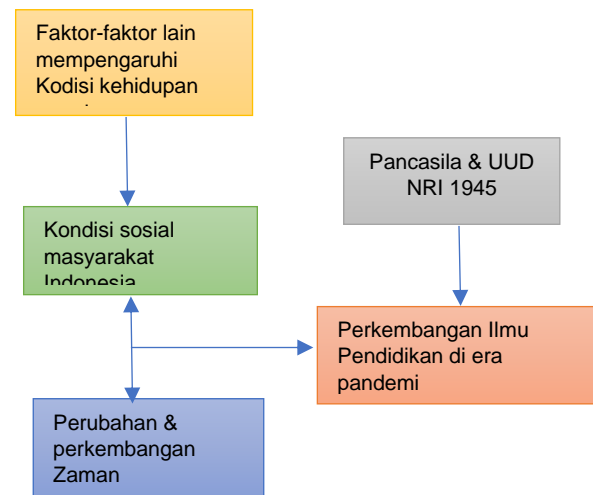 Faktor-faktor lain
mempengaruhi
Kodisi kehidupan
Pancasila & UUD
NRI 1945
Kondisi sosial
masyarakat
Indonesia
Perkembangan Ilmu
Pendidikan di era
pandemi
Perubahan &
perkembangan
Zaman